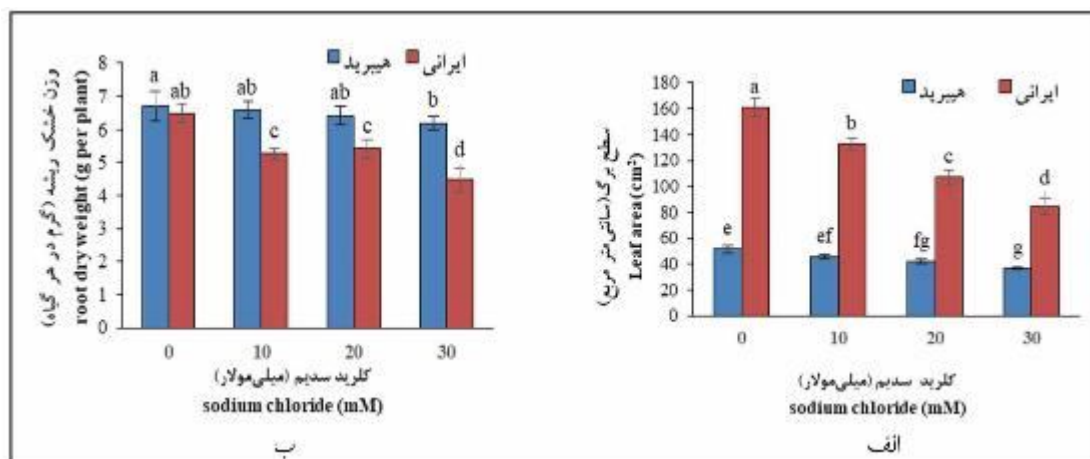 هیبرید ایرانی
وزن خشک ریشه (گرم در هر گیاه)
root dry weight (g per plant)
8
7
6
5
4
3
2
1
0
a ab ab c ab c b d
0 10 20 30
کلرید سدیم (میلی‌مولار)
sodium chloride (mM)
ب
هیبرید ایرانی
سطح برگ(سانتی‌متر مربع)
Leaf area (cm²)
180
160
140
120
100
80
60
40
20
0
e a ef b fg c g d
0 10 20 30
کلرید سدیم (میلی‌مولار)
sodium chloride (mM)
الف